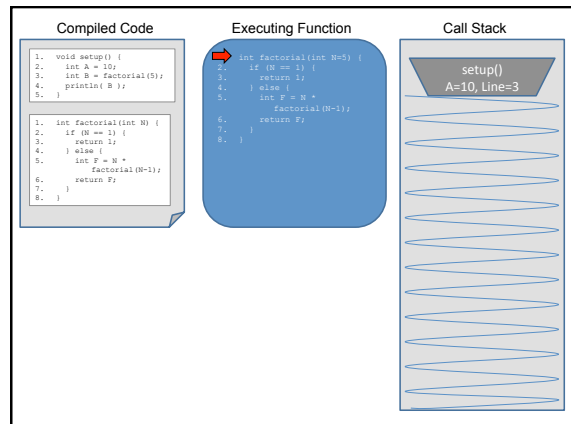 Compiled Code
1. void setup() {
2. int A = 10;
3. int B = factorial(5);
4. println( B );
5. }
1. int factorial(int N) {
2. if (N == 1) {
3. return 1;
4. } else {
5. int F = N *
factorial(N-1);
6. return F;
7. }
8. }
Executing Function
int factorial(int N=5) {
2. if (N == 1) {
3. return 1;
4. } else {
5. int F = N *
factorial(N-1);
6. return F;
7. }
8. }
Call Stack
setup()
A=10, Line=3